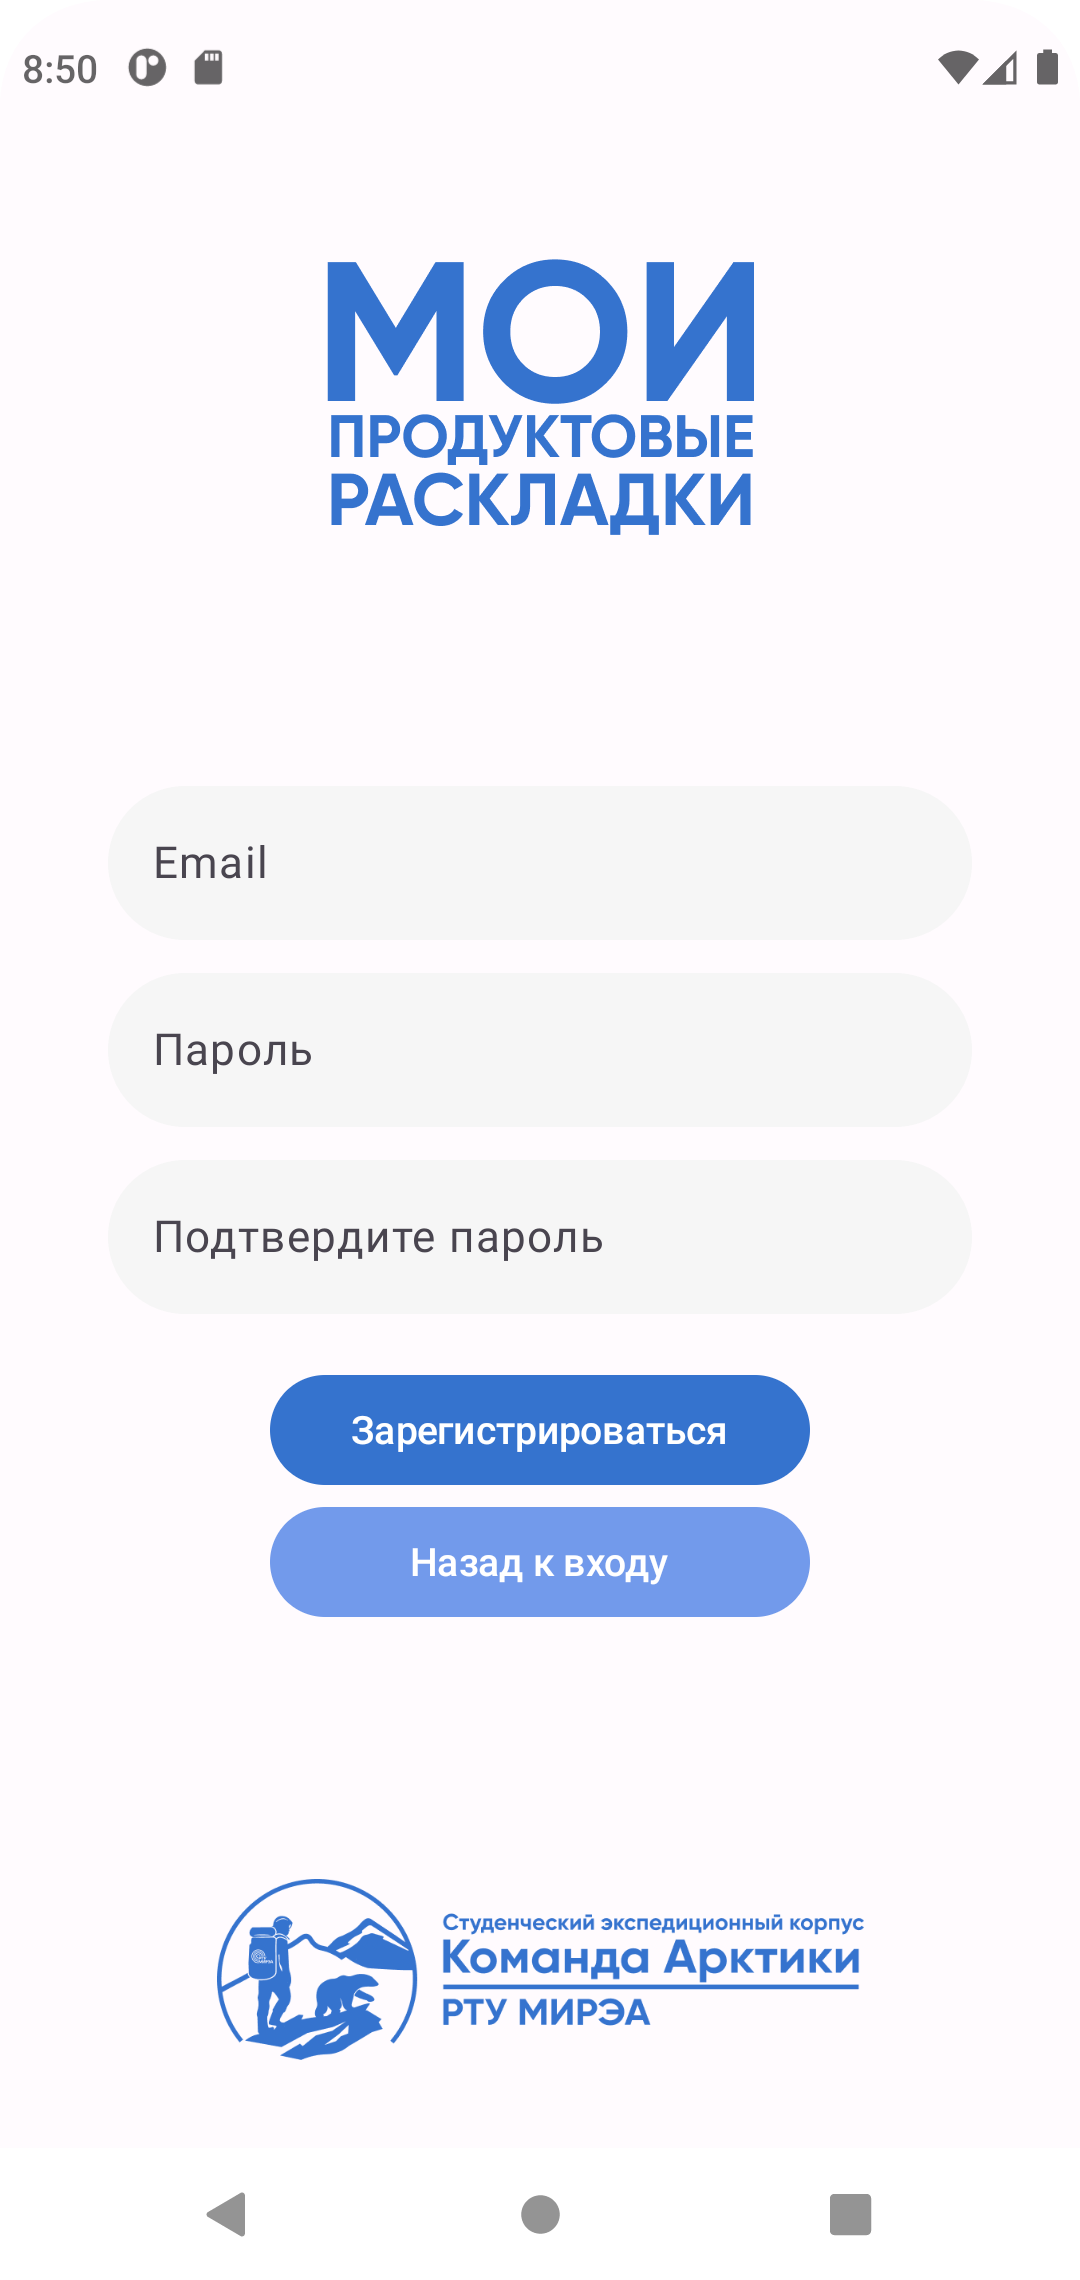 8:50
МОИ
ПРОДУКТОВЫЕ
РАСКЛАДКИ
Email
Пароль
Подтвердите пароль
Зарегистрироваться
Назад к входу
Студенческий экспедиционный корпус
Команда Арктики
РТУ МИРЭА